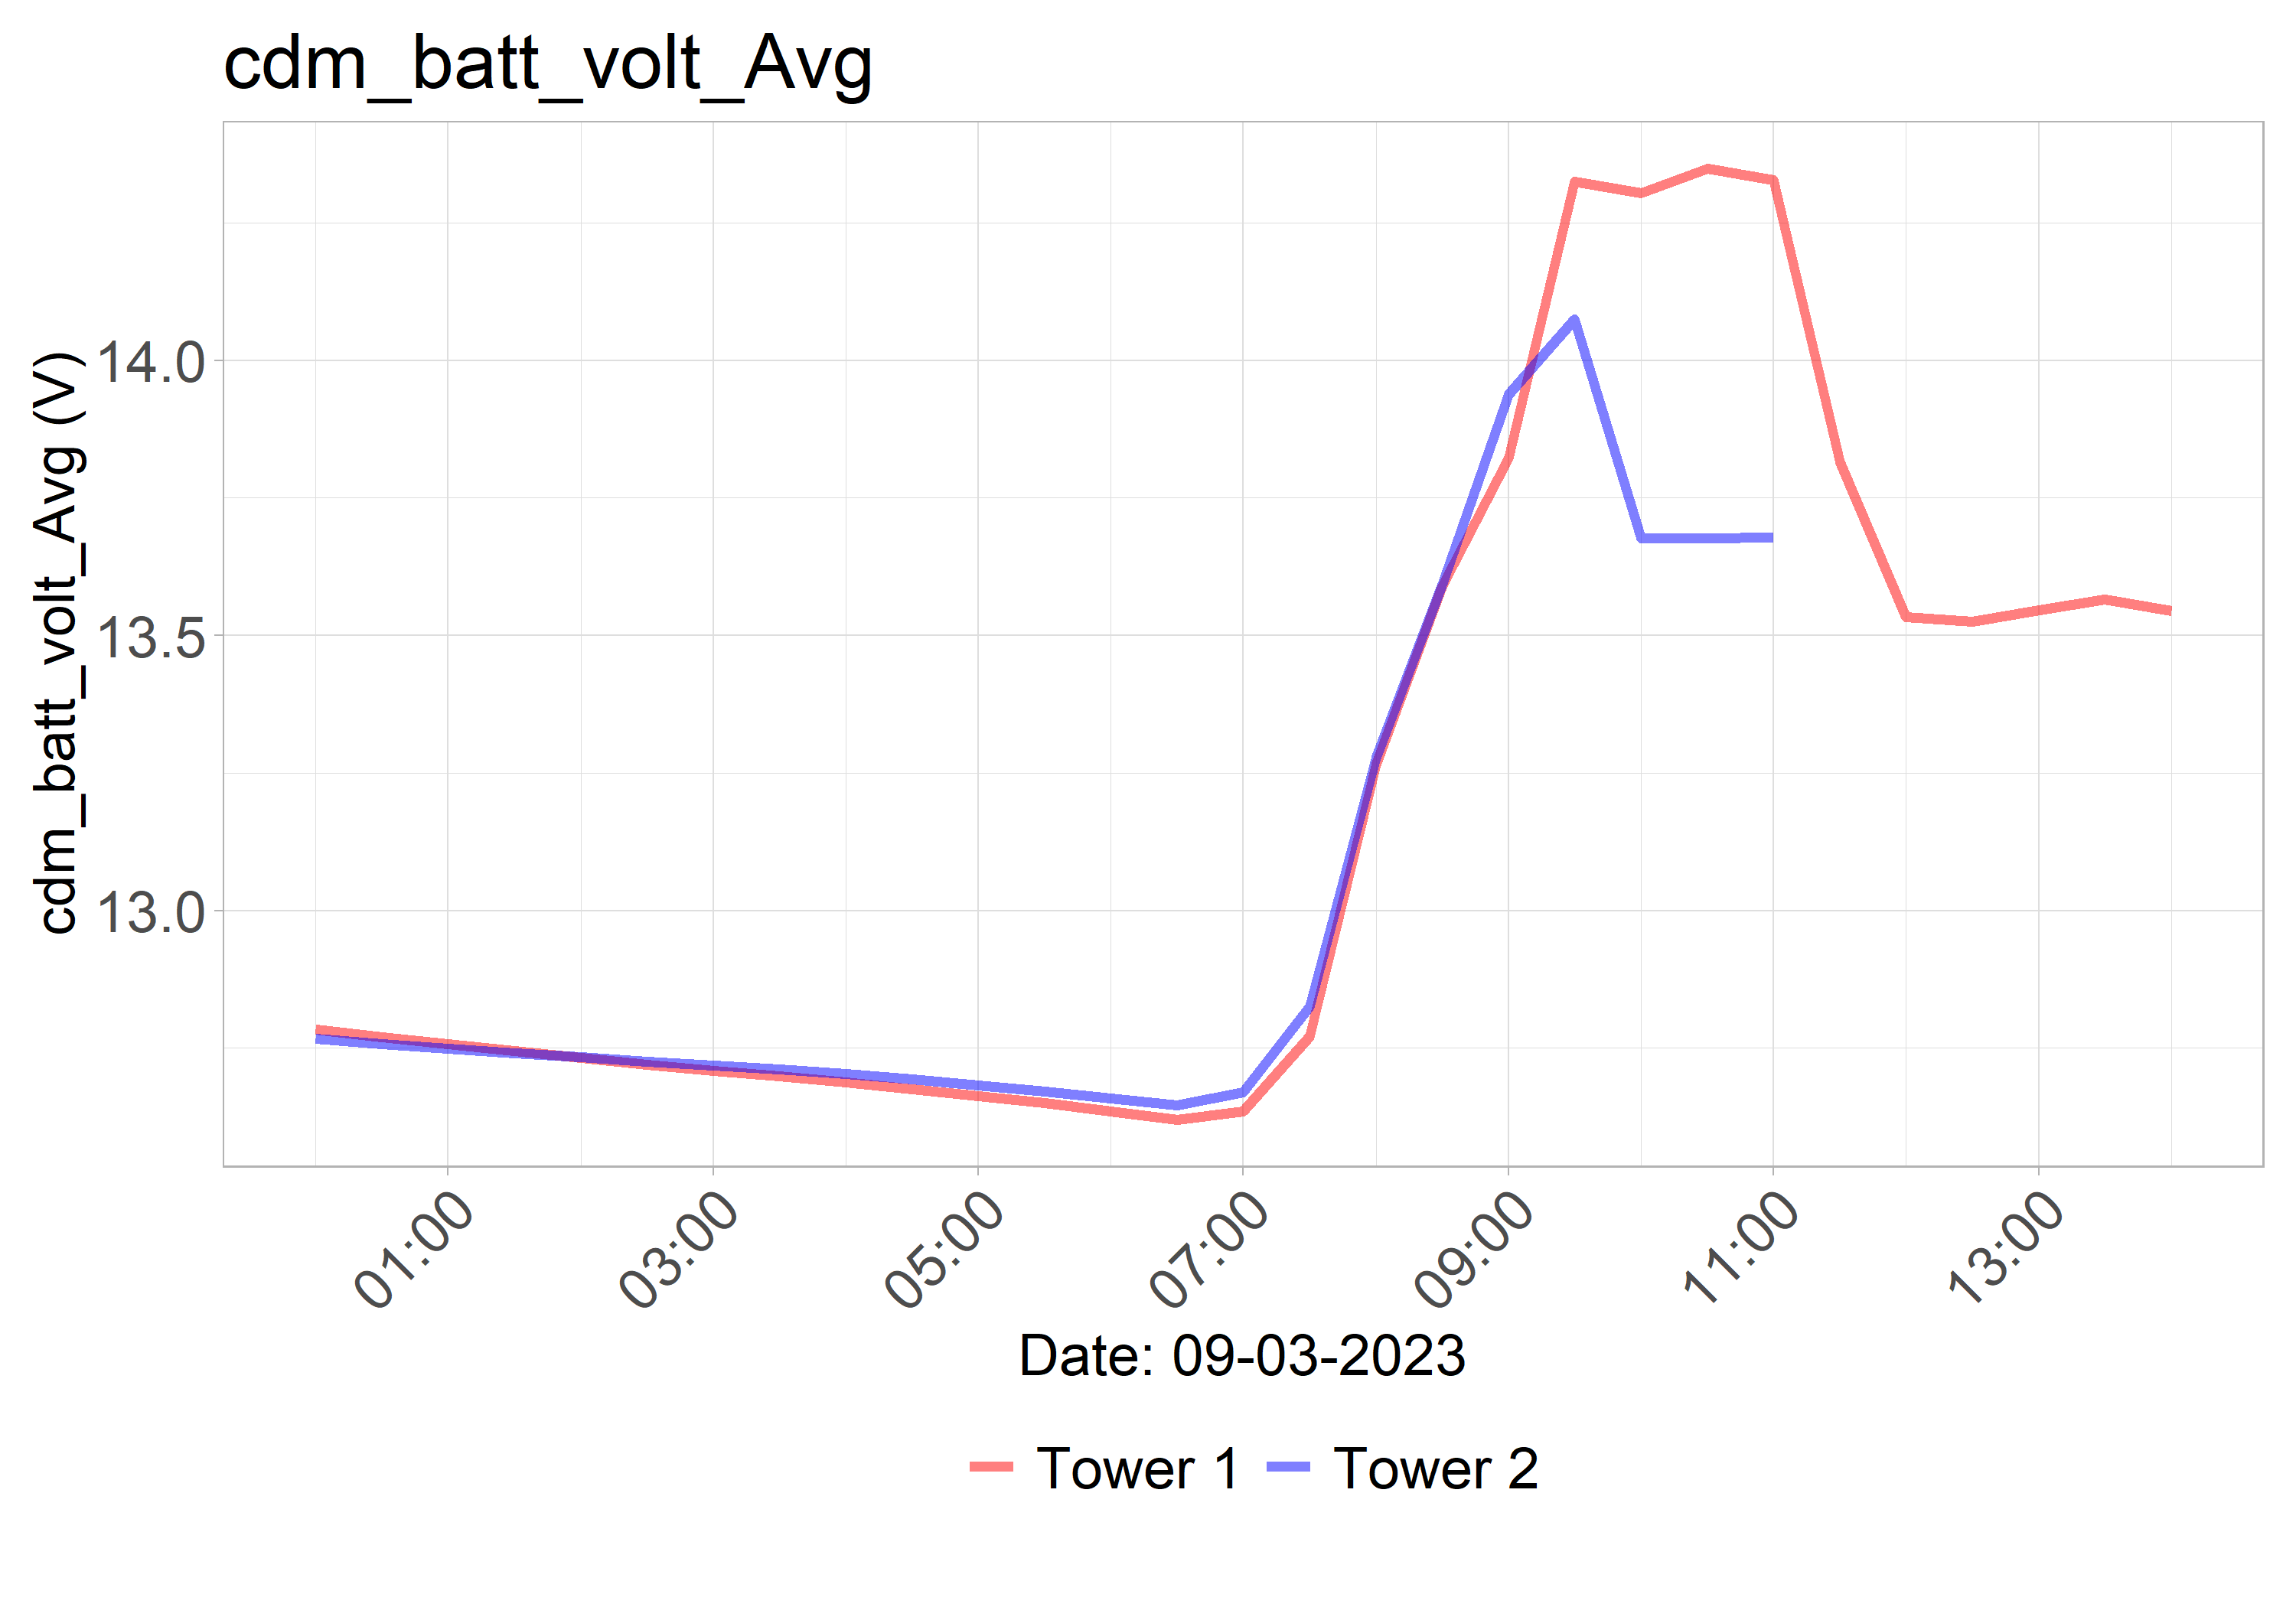 cdm_batt_volt_Avg
cdm_batt_volt_Avg (V)
14.0
13.5
13.0
01:00 03:00 05:00 07:00 09:00 11:00 13:00
Date: 09-03-2023
Tower 1 Tower 2